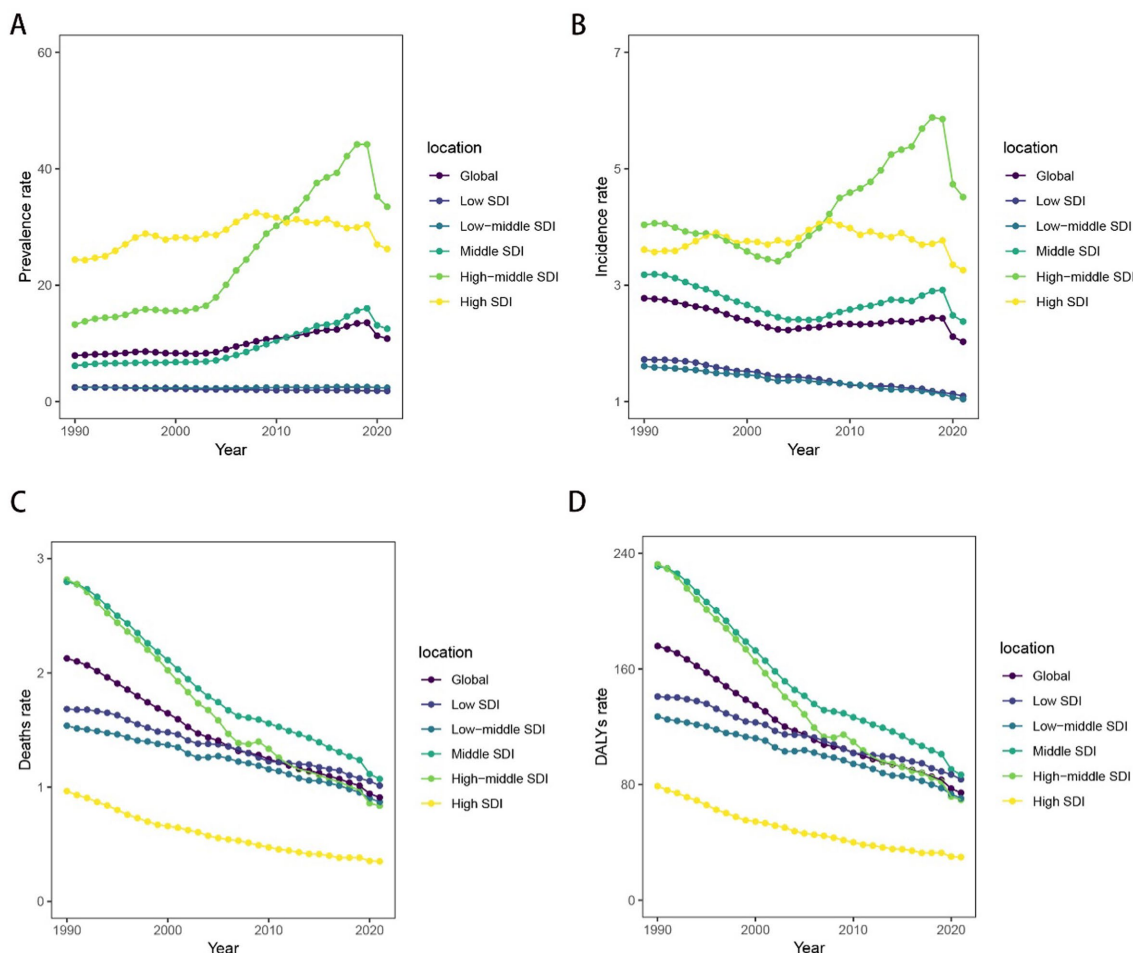 A
60
40
20
0
Prevalence rate
1990
2000
2010
2020
Year
location
Global
Low SDI
Low-middle SDI
Middle SDI
High-middle SDI
High SDI
B
7
5
3
1
Incidence rate
1990
2000
2010
2020
Year
location
Global
Low SDI
Low-middle SDI
Middle SDI
High-middle SDI
High SDI
C
3
2
1
0
Deaths rate
1990
2000
2010
2020
Year
location
Global
Low SDI
Low-middle SDI
Middle SDI
High-middle SDI
High SDI
D
240
160
80
0
DALYs rate
1990
2000
2010
2020
Year
location
Global
Low SDI
Low-middle SDI
Middle SDI
High-middle SDI
High SDI